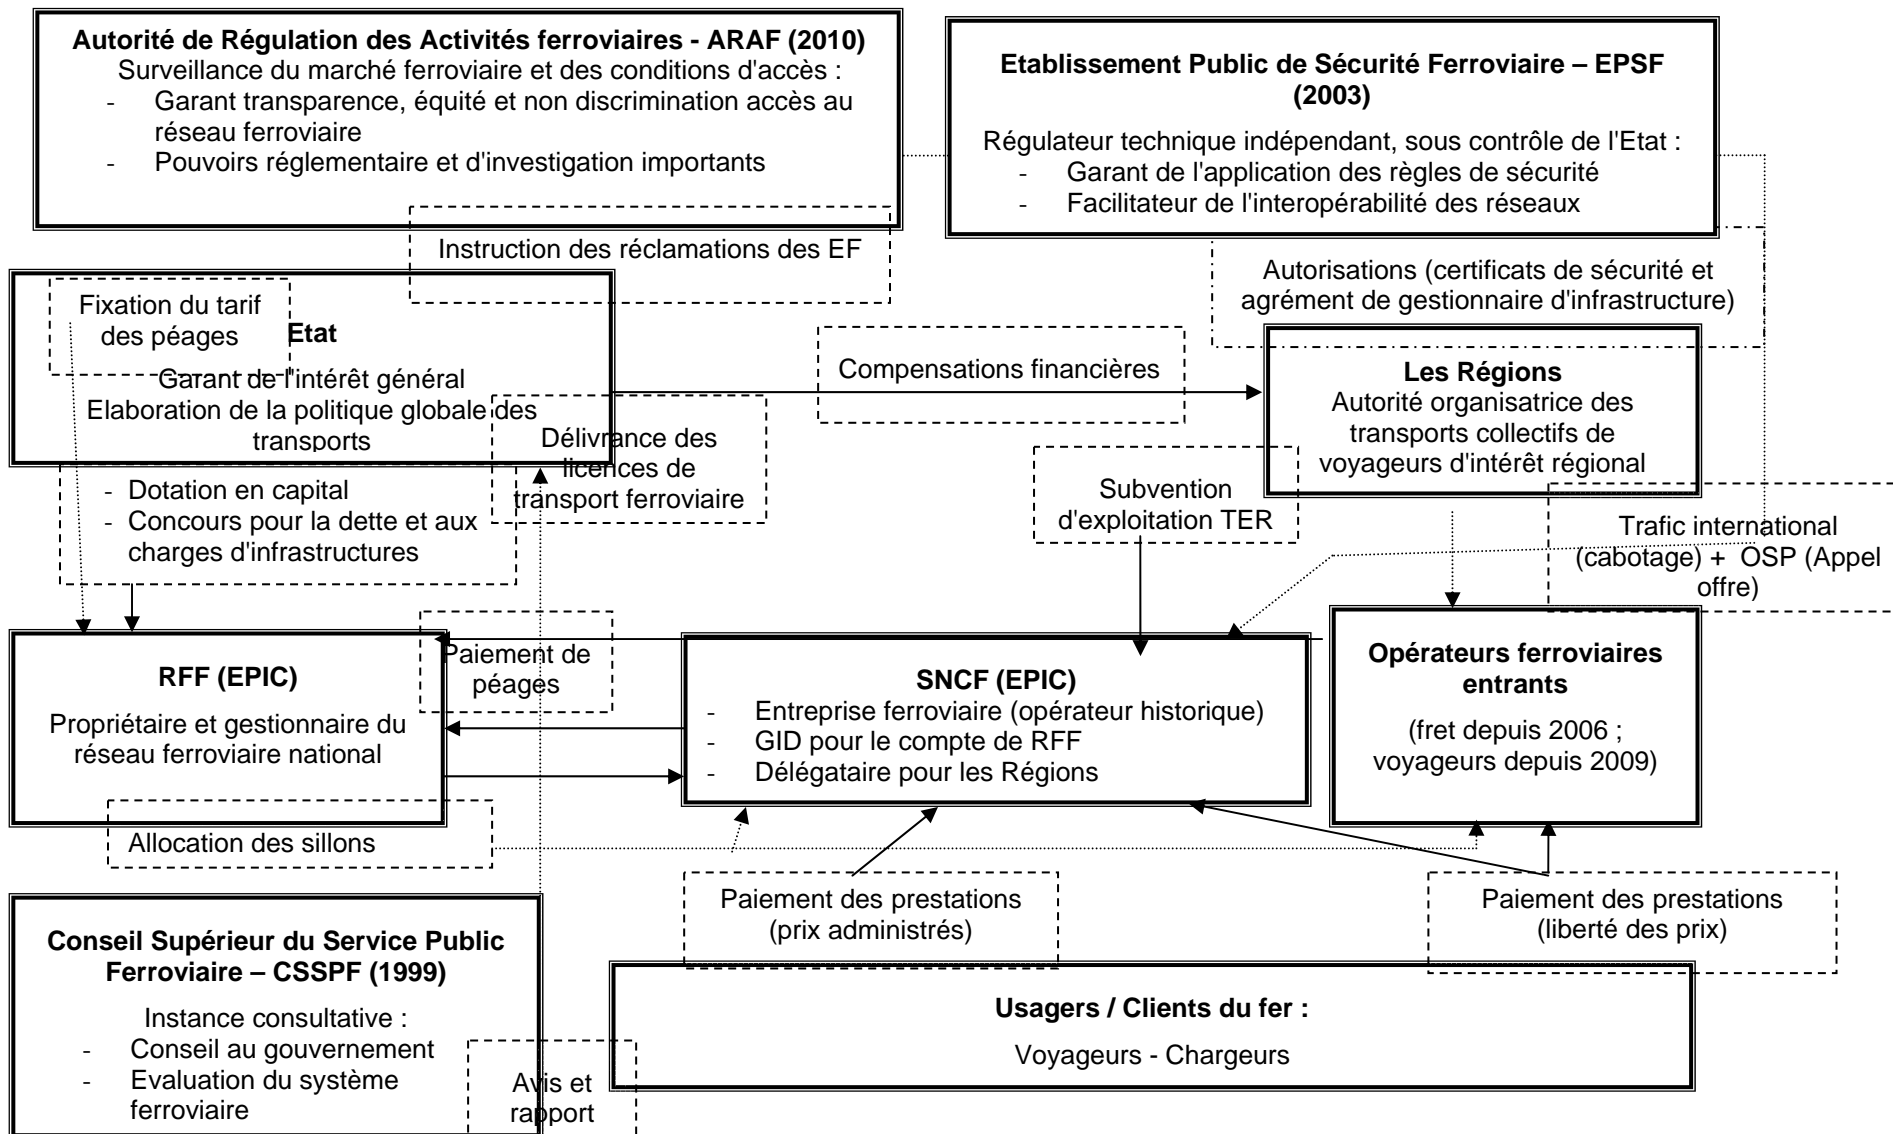 Autorité de Régulation des Activités ferroviaires - ARAF (2010)
Surveillance du marché ferroviaire et des conditions d'accès :
- Garant transparence, équité et non discrimination accès au
réseau ferroviaire
- Pouvoirs réglementaire et d'investigation importants
Etablissement Public de Sécurité Ferroviaire – EPSF
(2003)
Régulateur technique indépendant, sous contrôle de l'Etat :
- Garant de l'application des règles de sécurité
- Facilitateur de l'interopérabilité des réseaux
Instruction des réclamations des EF
Autorisations (certificats de sécurité et
agrément de gestionnaire d'infrastructure)
Fixation du tarif
des péages
Etat
Garant de l'intérêt général
Elaboration de la politique globale des
transports
Compensations financières
Les Régions
Autorité organisatrice des
transports collectifs de
voyageurs d'intérêt régional
Délivrance des
licences de
transport ferroviaire
- Dotation en capital
- Concours pour la dette et aux
charges d'infrastructures
Subvention
d'exploitation TER
Trafic international
(cabotage) + OSP (Appel
offre)
RFF (EPIC)
Propriétaire et gestionnaire du
réseau ferroviaire national
Paiement de
péages
SNCF (EPIC)
- Entreprise ferroviaire (opérateur historique)
- GID pour le compte de RFF
- Délégataire pour les Régions
Opérateurs ferroviaires
entrants
(fret depuis 2006 ;
voyageurs depuis 2009)
Allocation des sillons
Paiement des prestations
(prix administrés)
Paiement des prestations
(liberté des prix)
Conseil Supérieur du Service Public
Ferroviaire – CSSPF (1999)
Instance consultative :
- Conseil au gouvernement
- Evaluation du système
ferroviaire
Avis et
rapport
Usagers / Clients du fer :
Voyageurs - Chargeurs